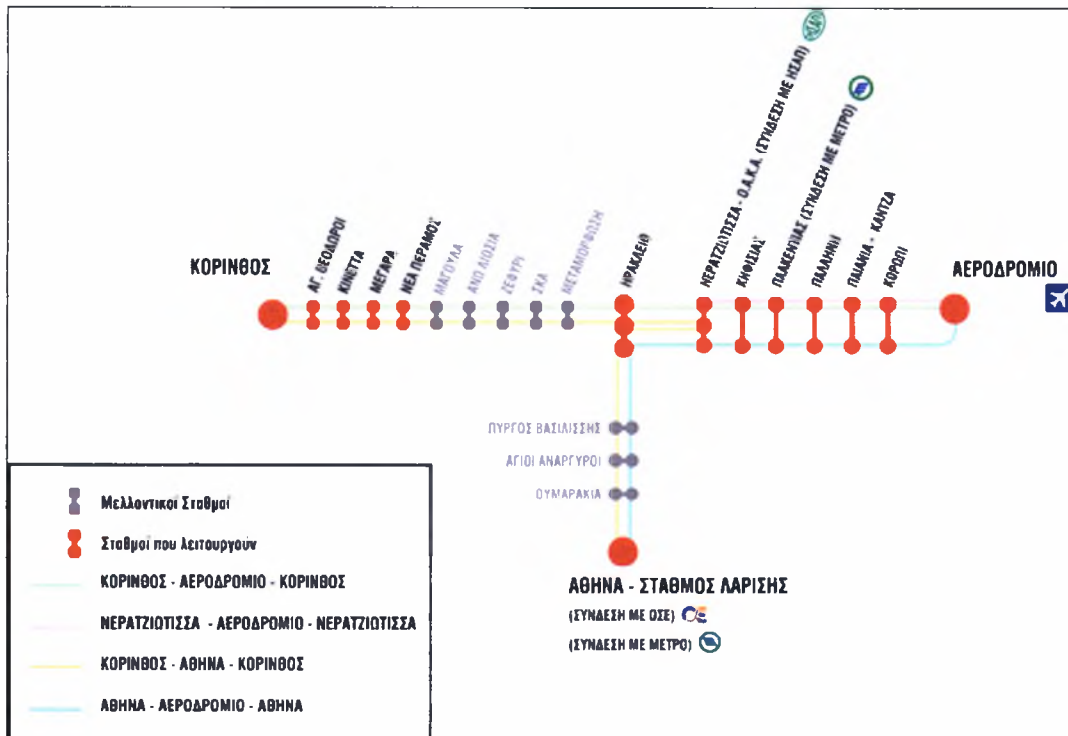 ΚΟΡΙΝΘΟΣ
ΑΓ. ΘΕΟΔΩΡΟΙ
ΚΙΝΕΤΤΑ
ΜΕΓΑΡΑ
ΝΕΑ ΠΕΡΑΜΟΣ
ΜΑΓΟΥΛΑ
ΑΝΩ ΛΙΟΣΙΑ
ΖΕΦΥΡΙ
ΣΚΑ
ΜΕΤΑΜΟΡΦΩΣΗ
ΗΡΑΚΛΕΙΟ
ΝΕΡΑΤΖΙΩΤΙΣΣΑ - Ο.Α.Κ.Α. (ΣΥΝΔΕΣΗ ΜΕ ΗΣΑΠ)
ΚΗΦΙΣΙΑΣ
ΠΛΑΚΕΝΤΙΑΣ (ΣΥΝΔΕΣΗ ΜΕ ΜΕΤΡΟ)
ΠΑΛΛΗΝΗ
ΠΑΙΑΝΙΑ - ΚΑΝΤΖΑ
ΚΟΡΩΠΙ
ΑΕΡΟΔΡΟΜΙΟ
ΠΥΡΓΟΣ ΒΑΣΙΛΙΣΣΗΣ
ΑΓΙΟΙ ΑΝΑΡΓΥΡΟΙ
ΘΥΜΑΡΑΚΙΑ
ΑΘΗΝΑ - ΣΤΑΘΜΟΣ ΛΑΡΙΣΗΣ
(ΣΥΝΔΕΣΗ ΜΕ ΟΣΕ)
(ΣΥΝΔΕΣΗ ΜΕ ΜΕΤΡΟ)
Μελλοντικοί Σταθμοί
Σταθμοί που λειτουργούν
ΚΟΡΙΝΘΟΣ - ΑΕΡΟΔΡΟΜΙΟ - ΚΟΡΙΝΘΟΣ
ΝΕΡΑΤΖΙΩΤΙΣΣΑ - ΑΕΡΟΔΡΟΜΙΟ - ΝΕΡΑΤΖΙΩΤΙΣΣΑ
ΚΟΡΙΝΘΟΣ - ΑΘΗΝΑ - ΚΟΡΙΝΘΟΣ
ΑΘΗΝΑ - ΑΕΡΟΔΡΟΜΙΟ - ΑΘΗΝΑ